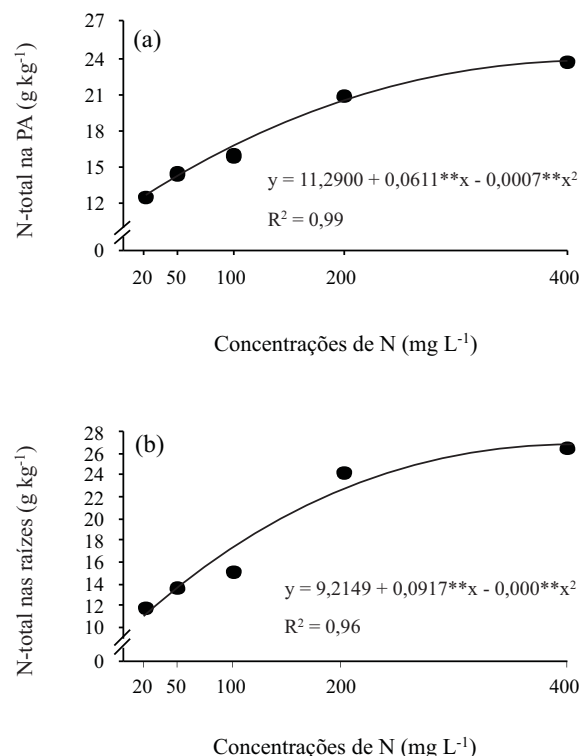 (a)
N-total na PA (g kg⁻¹)
27
24
21
18
15
12
0
y = 11,2900 + 0,0611**x - 0,0007**x²
R² = 0,99
20 50 100 200 400
Concentrações de N (mg L⁻¹)
(b)
N-total nas raízes (g kg⁻¹)
28
26
24
22
20
18
16
14
12
10
0
y = 9,2149 + 0,0917**x - 0,000**x²
R² = 0,96
20 50 100 200 400
Concentrações de N (mg L⁻¹)